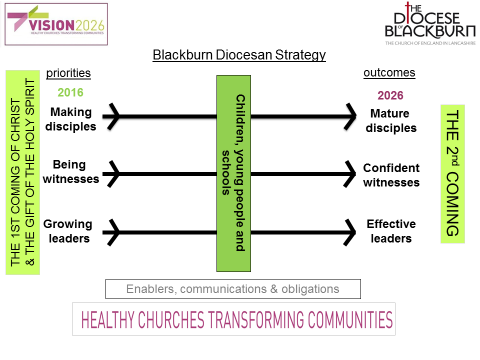 VISION2026
HEALTHY CHURCHES TRANSFORMING COMMUNITIES
THE
DIOCESE
OF
BLACKBURN
THE CHURCH OF ENGLAND IN LANCASHIRE
Blackburn Diocesan Strategy
priorities
outcomes
2016
2026
THE 1ST COMING OF CHRIST
& THE GIFT OF THE HOLY SPIRIT
Making
disciples
Being
witnesses
Growing
leaders
Children, young people and
schools
Mature
disciples
Confident
witnesses
Effective
leaders
THE 2nd COMING
Enablers, communications & obligations
HEALTHY CHURCHES TRANSFORMING COMMUNITIES